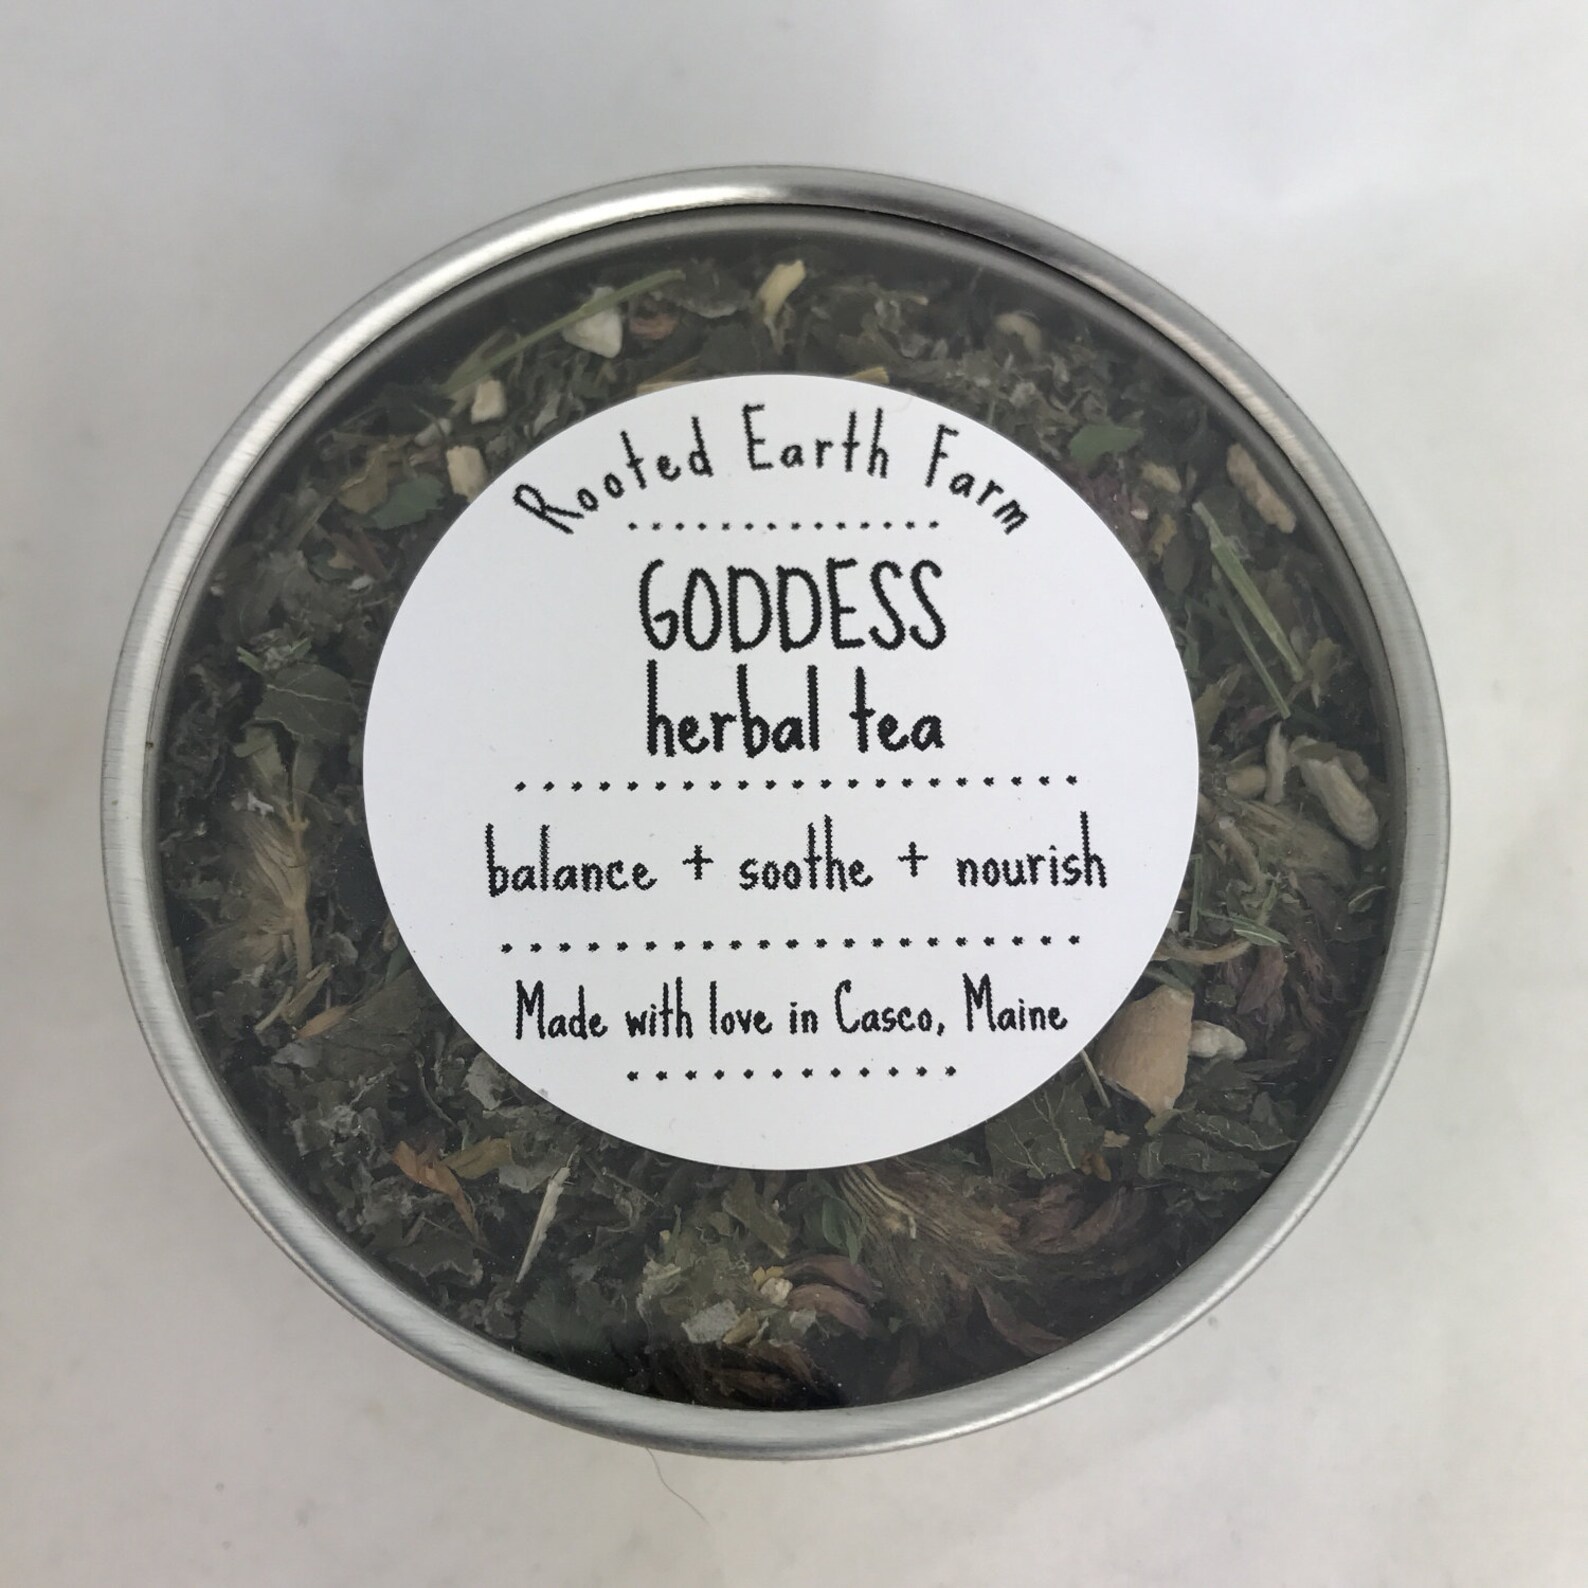 Rooted Earth Farm
GODDESS
herbal tea
balance + soothe + nourish
Made with love in Casco, Maine